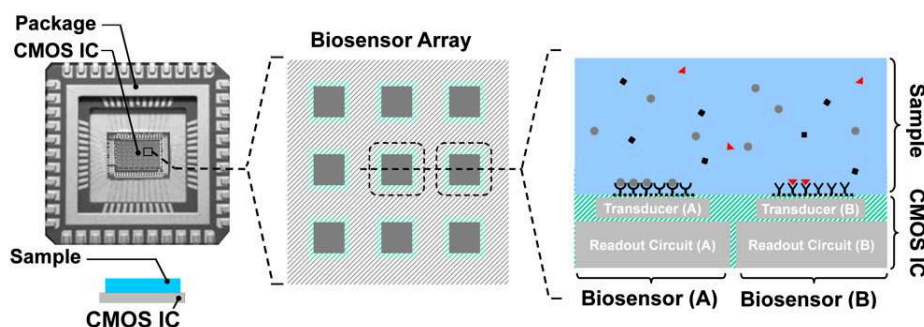 Package
CMOS IC
Sample
CMOS IC
Biosensor Array
Sample
CMOS IC
Transducer (A)
Transducer (B)
Readout Circuit (A)
Readout Circuit (B)
Biosensor (A)
Biosensor (B)